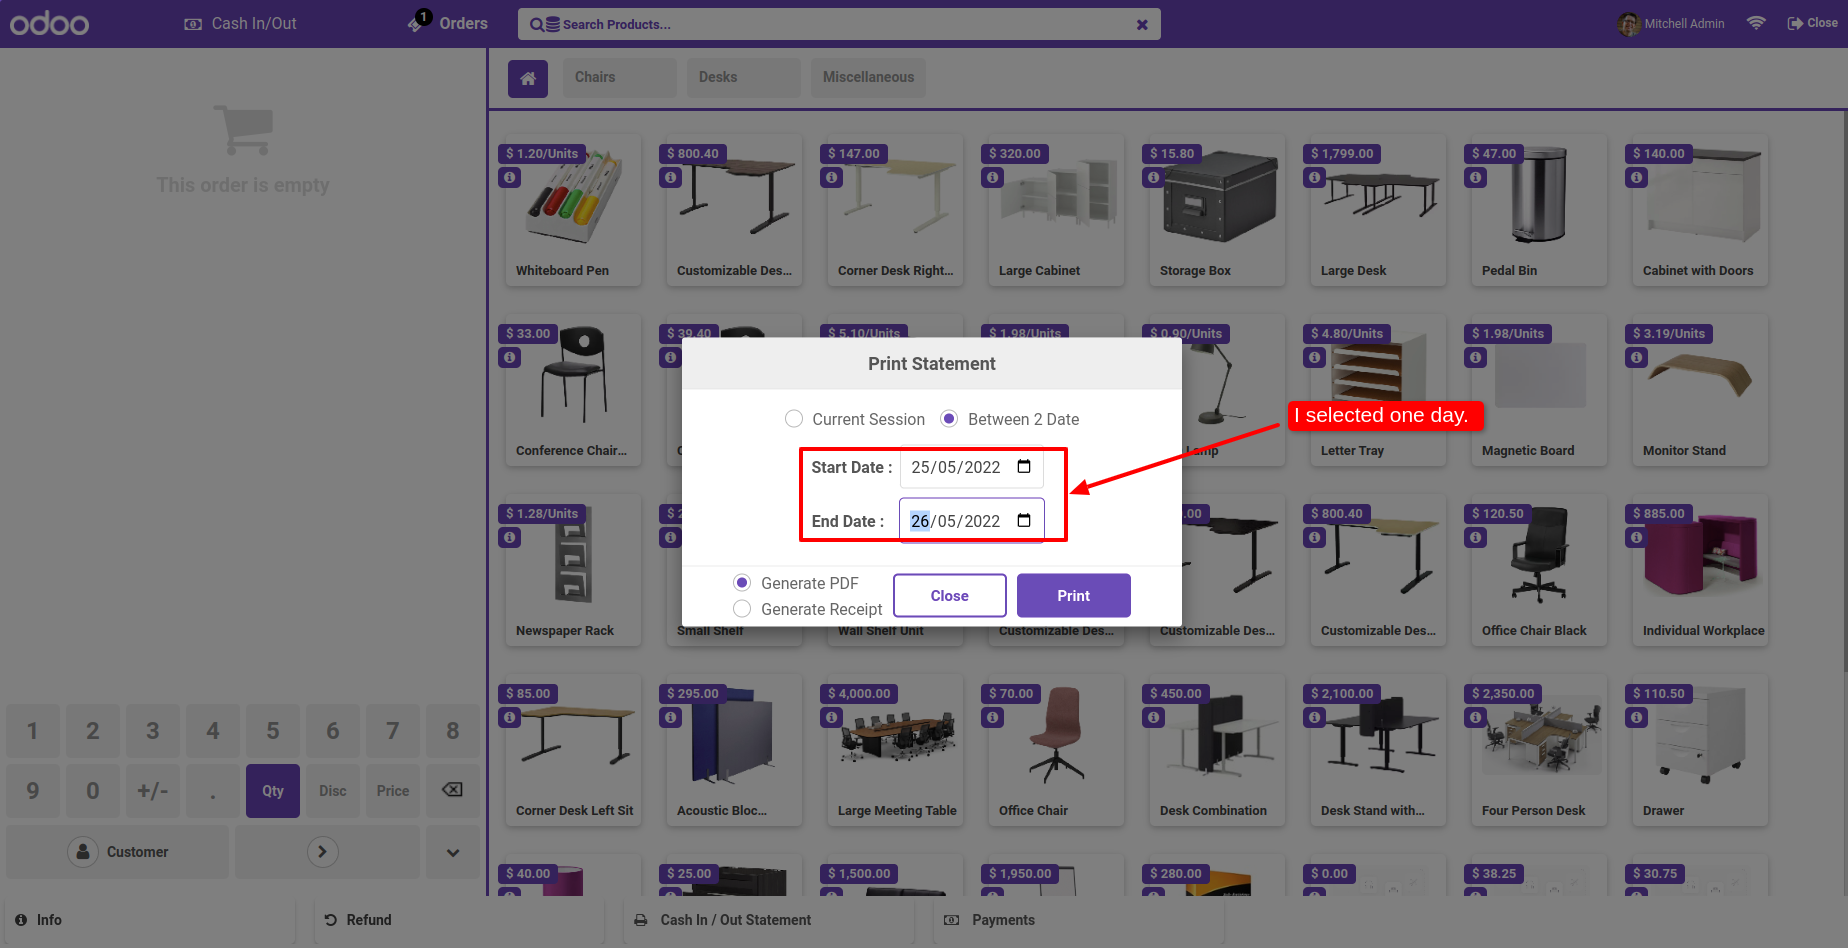 odoo
Cash In/Out
1
Orders
Search Products...
Mitchell Admin
Close
This order is empty
Chairs
Desks
Miscellaneous
$ 1.20/Units
Whiteboard Pen
$ 800.40
Customizable Des...
$ 147.00
Corner Desk Right...
$ 320.00
Large Cabinet
$ 15.80
Storage Box
$ 1,799.00
Large Desk
$ 47.00
Pedal Bin
$ 140.00
Cabinet with Doors
$ 33.00
Conference Chair...
$ 39.40
$ 5.10/Units
$ 1.98/Units
$ 0.90/Units
$ 4.80/Units
Letter Tray
$ 1.98/Units
Magnetic Board
$ 3.19/Units
Monitor Stand
Print Statement
Current Session
Between 2 Date
Start Date :
25/05/2022
End Date :
26/05/2022
Generate PDF
Generate Receipt
Close
Print
I selected one day.
$ 1.28/Units
Newspaper Rack
Small Shelf
Wall Shelf Unit
Customizable Des...
Customizable Des...
$ 800.40
Customizable Des...
$ 120.50
Office Chair Black
$ 885.00
Individual Workplace
$ 85.00
Corner Desk Left Sit
$ 295.00
Acoustic Bloc...
$ 4,000.00
Large Meeting Table
$ 70.00
Office Chair
$ 450.00
Desk Combination
$ 2,100.00
Desk Stand with...
$ 2,350.00
Four Person Desk
$ 110.50
Drawer
$ 40.00
$ 25.00
$ 1,500.00
$ 1,950.00
$ 280.00
$ 0.00
$ 38.25
$ 30.75
1 2 3 4 5 6 7 8
9 0 +/- . Qty Disc Price
Customer
Info
Refund
Cash In / Out Statement
Payments